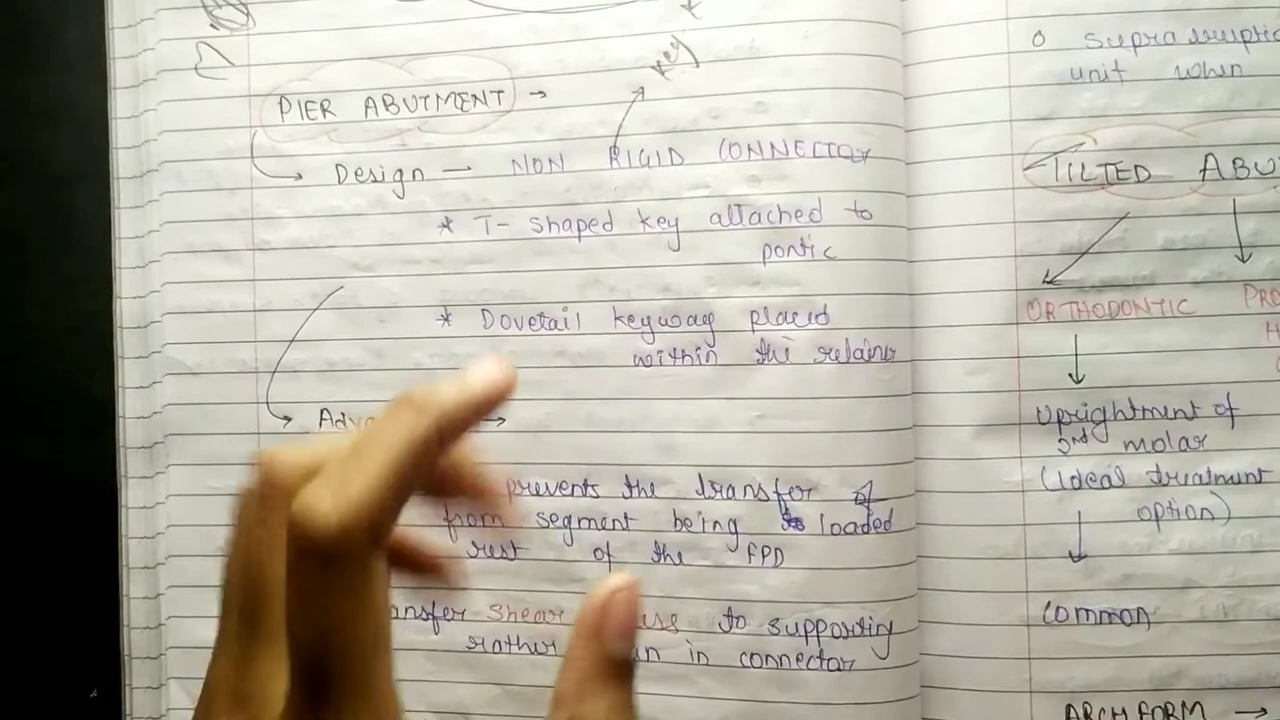 key
PIER ABUTMENT →
Design — NON RIGID CONNECTOR
* T- shaped key attached to
pontic
* Dovetail keyway placed
within the retainer
→
prevents the transfer of
from segment being loaded
rest of the FPD
shear to supporting
rather in connector
o supra
unit when
TILTED
ORTHODONTIC
uprightment of
2nd molar
(Ideal treatment
option)
common
ARCH FORM →